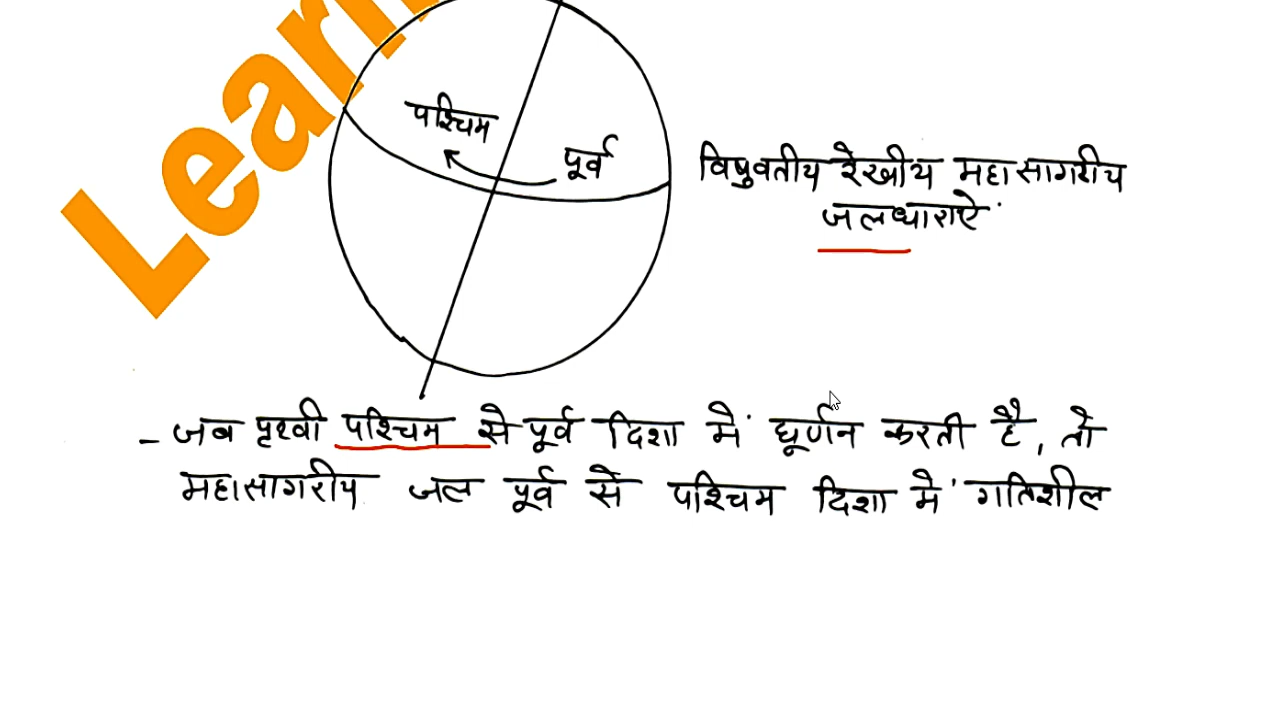 Learn
पश्चिम
पूर्व
विषुवतीय रेखीय महासागरीय
जलधाराऐं
- जब पृथ्वी पश्चिम से पूर्व दिशा में घूर्णन करती है, तो
महासागरीय जल पूर्व से पश्चिम दिशा में गतिशील